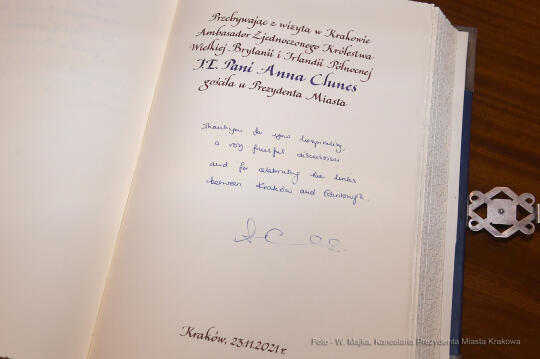 Przebywając z wizytą w Krakowie
Ambasador Zjednoczonego Królestwa
Wielkiej Brytanii i Irlandii Północnej
J.E. Pani Anna Clunes
gościła u Prezydenta Miasta
Thankyou for your hospitality,
a very fruitful discussion
and for celebrating the links
between Kraków and Edinburgh.
Kraków, 23.11.2021 r.
Foto - W. Majka, Kancelaria Prezydenta Miasta Krakowa